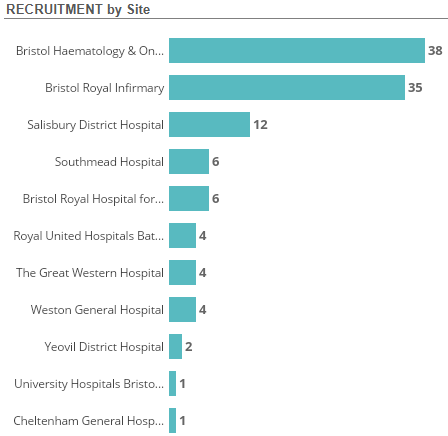 RECRUITMENT by Site
Bristol Haematology & On... 38
Bristol Royal Infirmary 35
Salisbury District Hospital 12
Southmead Hospital 6
Bristol Royal Hospital for... 6
Royal United Hospitals Bat... 4
The Great Western Hospital 4
Weston General Hospital 4
Yeovil District Hospital 2
University Hospitals Bristo... 1
Cheltenham General Hosp... 1